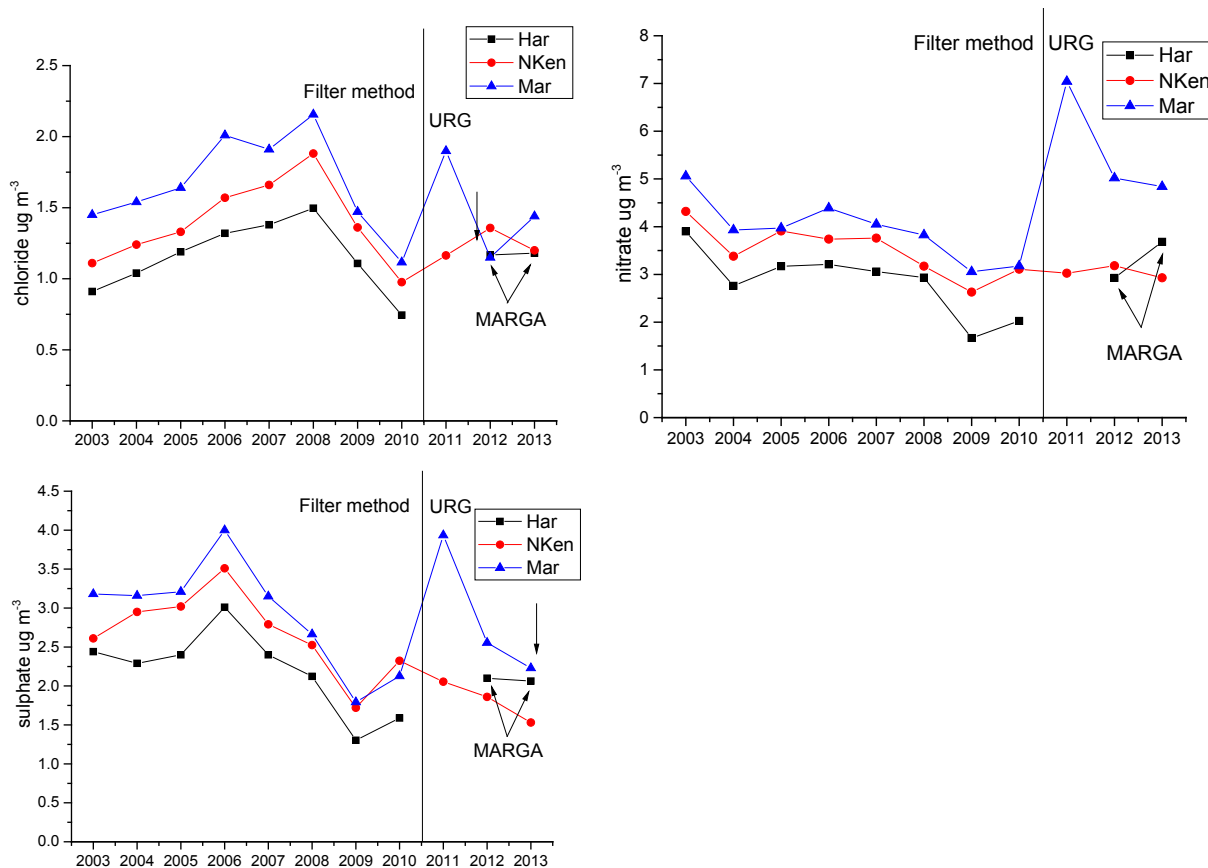 Har
NKen
Mar
Filter method
URG
MARGA
chloride ug m-3
2.5
2.0
1.5
1.0
0.5
0.0
2003 2004 2005 2006 2007 2008 2009 2010 2011 2012 2013
Filter method
URG
Har
NKen
Mar
MARGA
nitrate ug m-3
8
7
6
5
4
3
2
1
0
2003 2004 2005 2006 2007 2008 2009 2010 2011 2012 2013
Filter method
URG
Har
NKen
Mar
MARGA
sulphate ug m-3
4.5
4.0
3.5
3.0
2.5
2.0
1.5
1.0
0.5
0.0
2003 2004 2005 2006 2007 2008 2009 2010 2011 2012 2013